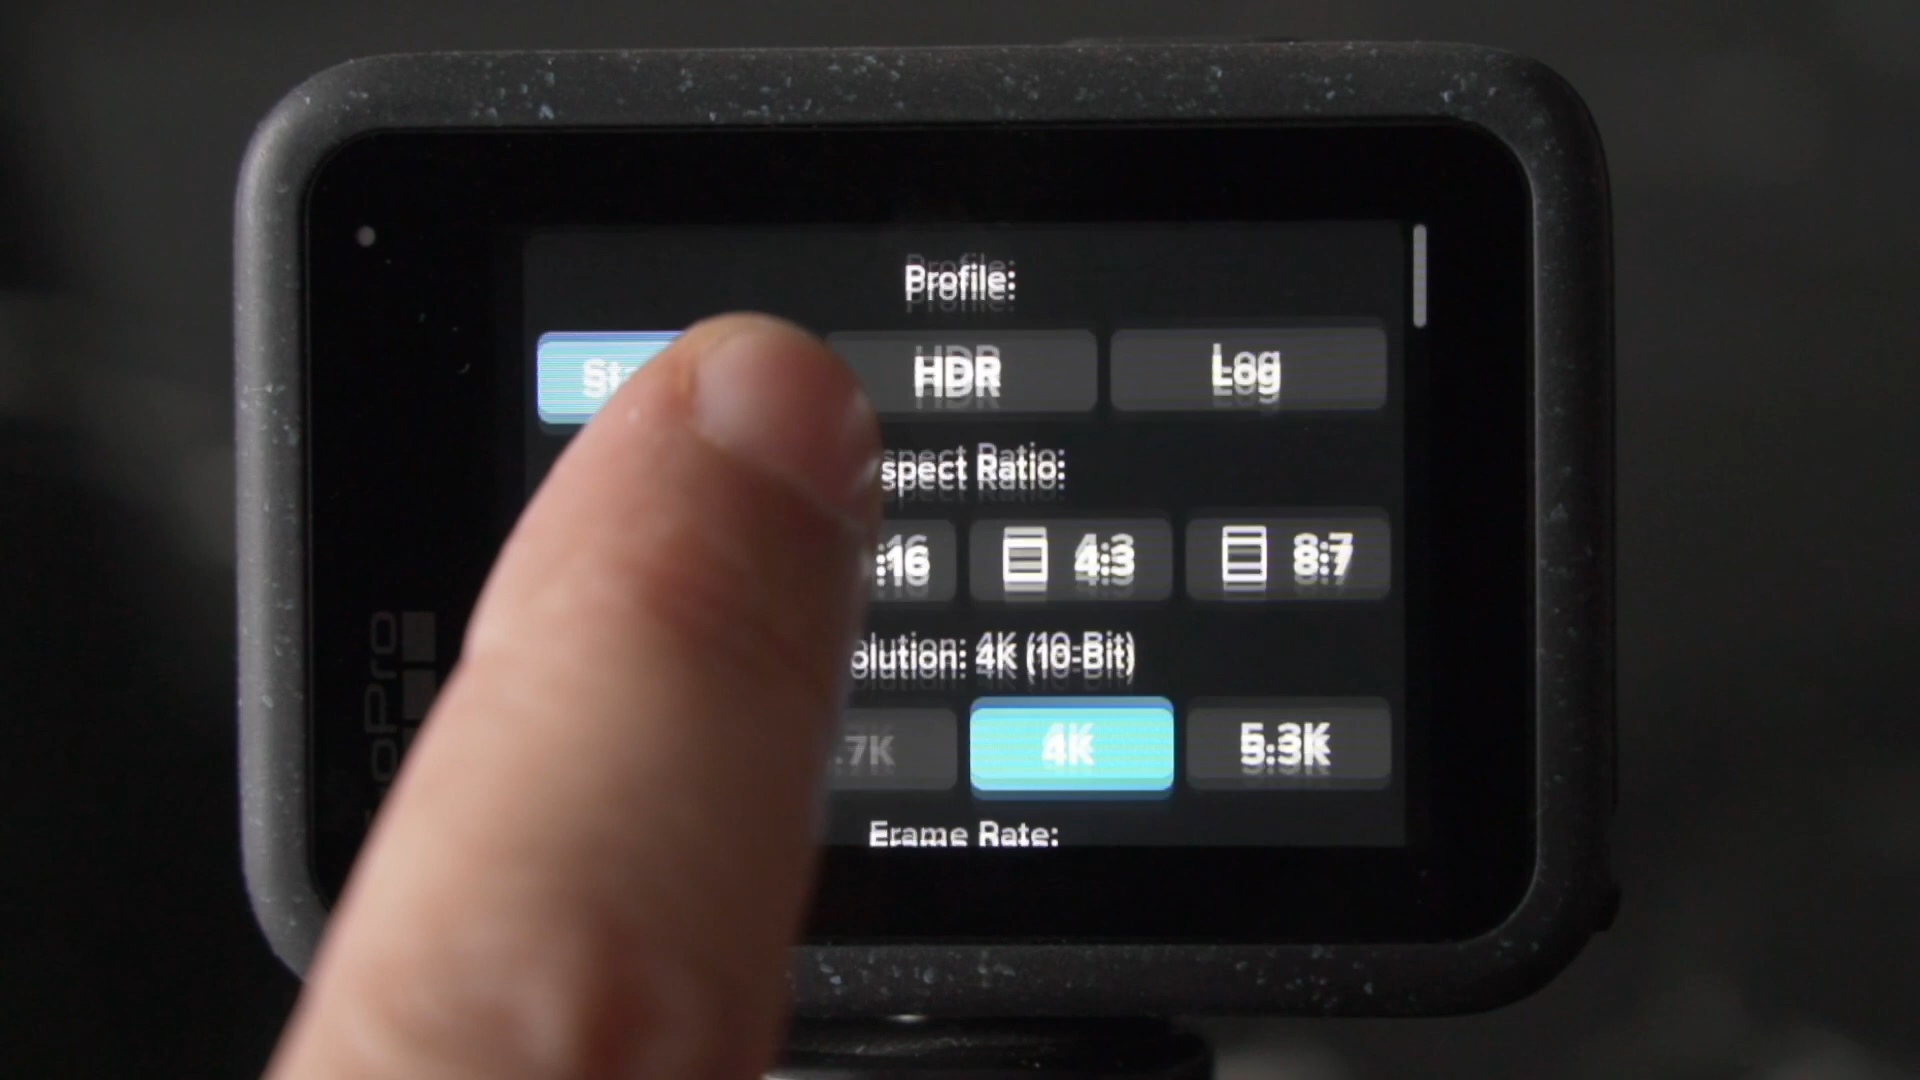 Profile:
HDR
Log
spect Ratio:
:16
4:3
8:7
olution: 4K (10-Bit)
.7K
4K
5.3K
Frame Rate: